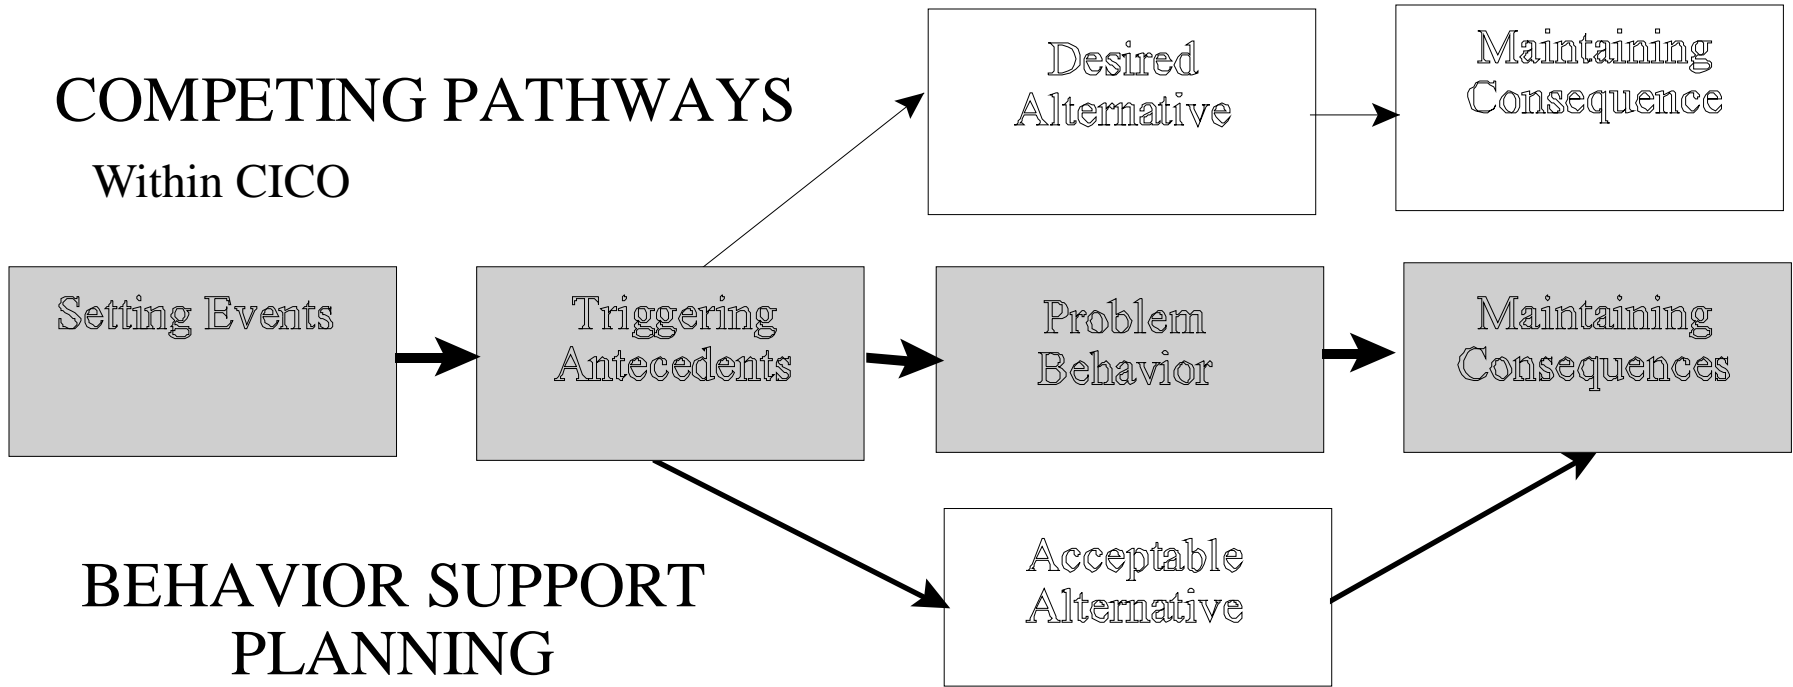 COMPETING PATHWAYS
Within CICO
Desired
Alternative
Maintaining
Consequence
Setting Events
Triggering
Antecedents
Problem
Behavior
Maintaining
Consequences
Acceptable
Alternative
BEHAVIOR SUPPORT
PLANNING